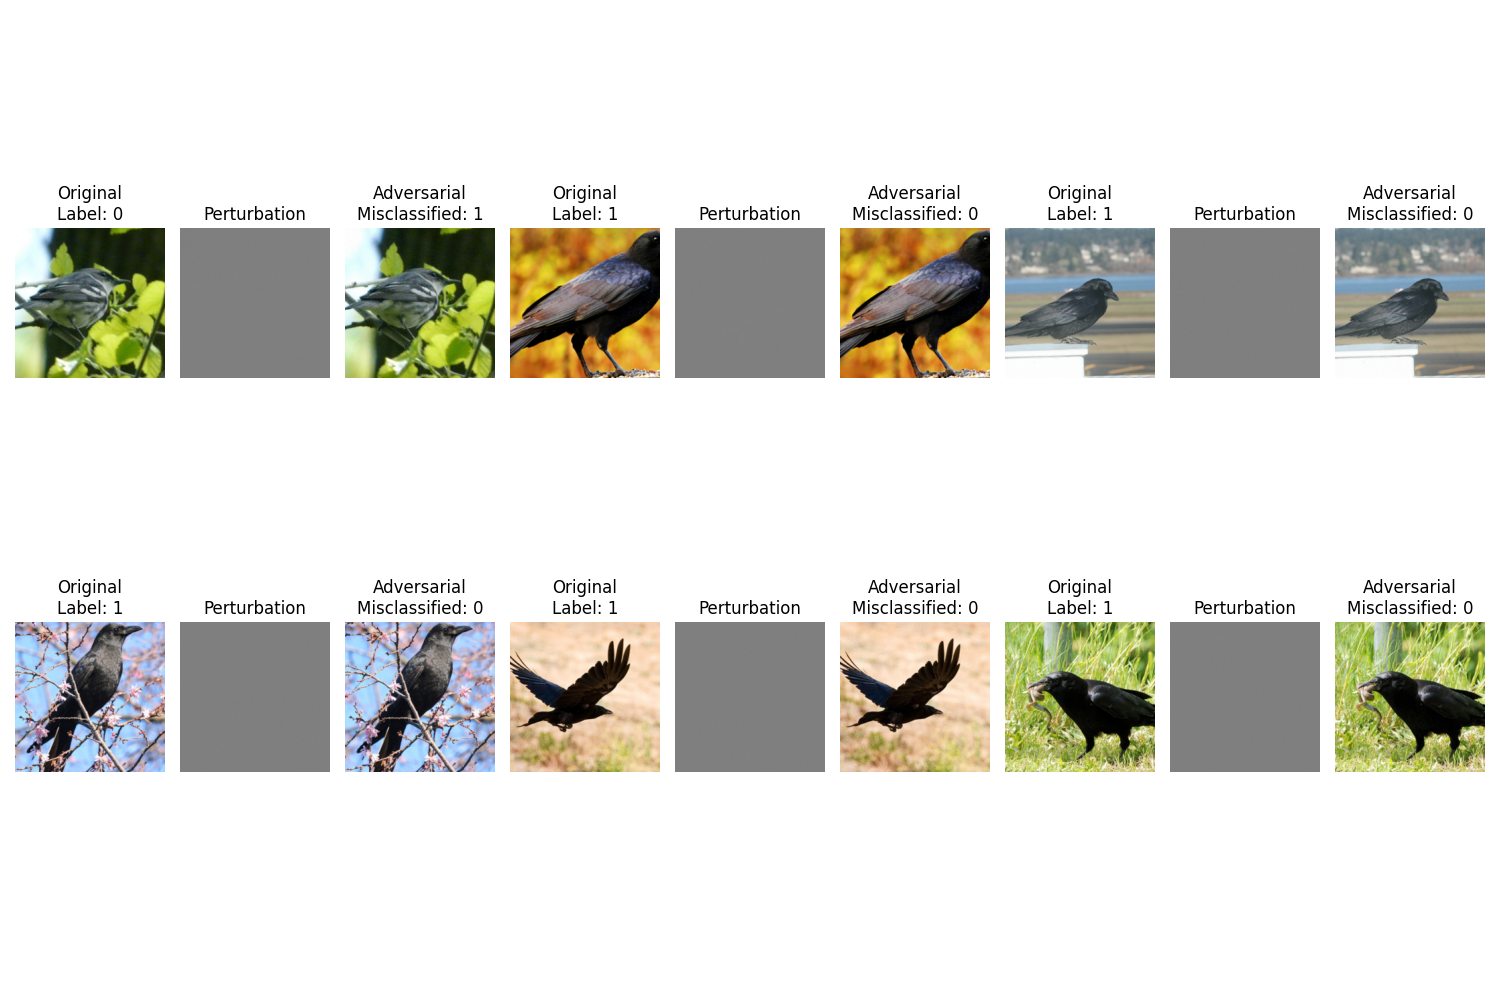 Original
Label: 0
Perturbation
Adversarial
Misclassified: 1
Original
Label: 1
Perturbation
Adversarial
Misclassified: 0
Original
Label: 1
Perturbation
Adversarial
Misclassified: 0
Original
Label: 1
Perturbation
Adversarial
Misclassified: 0
Original
Label: 1
Perturbation
Adversarial
Misclassified: 0
Original
Label: 1
Perturbation
Adversarial
Misclassified: 0